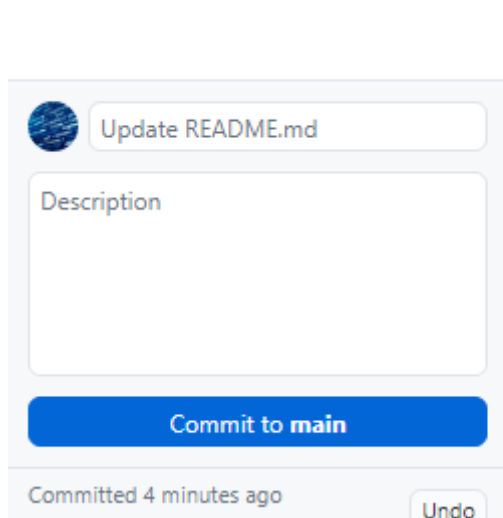 Update README.md
Description
Commit to main
Committed 4 minutes ago
Undo